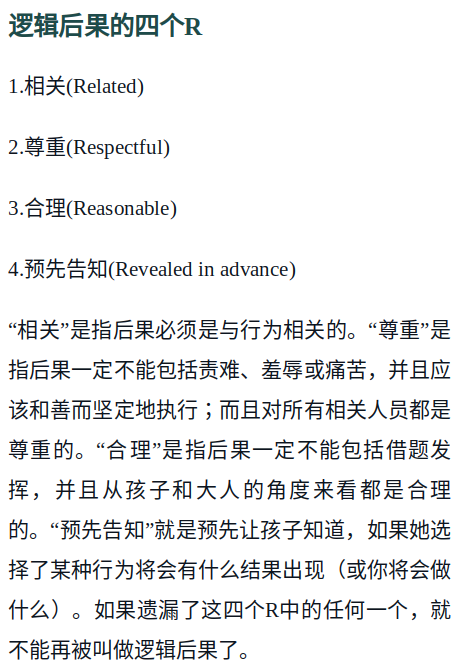 逻辑后果的四个R
1.相关(Related)
2.尊重(Respectful)
3.合理(Reasonable)
4.预先告知(Revealed in advance)
“相关”是指后果必须是与行为相关的。“尊重”是
指后果一定不能包括责难、羞辱或痛苦，并且应
该和善而坚定地执行；而且对所有相关人员都是
尊重的。“合理”是指后果一定不能包括借题发
挥，并且从孩子和大人的角度来看都是合理
的。“预先告知”就是预先让孩子知道，如果她选
择了某种行为将会有什么结果出现（或你将会做
什么）。如果遗漏了这四个R中的任何一个，就
不能再被叫做逻辑后果了。